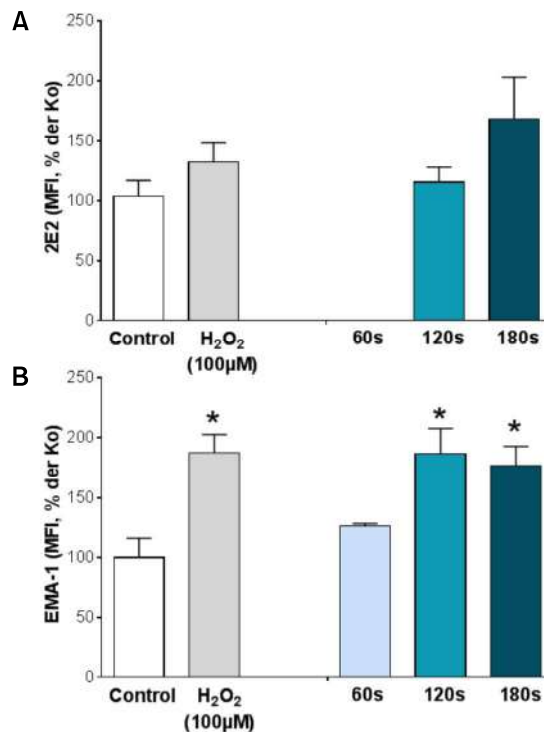 A
2E2 (MFI, % der Ko)
250
200
150
100
50
0
Control H₂O₂ 60s 120s 180s
(100µM)
B
EMA-1 (MFI, % der Ko)
250
200
150
100
50
0
* * *
Control H₂O₂ 60s 120s 180s
(100µM)